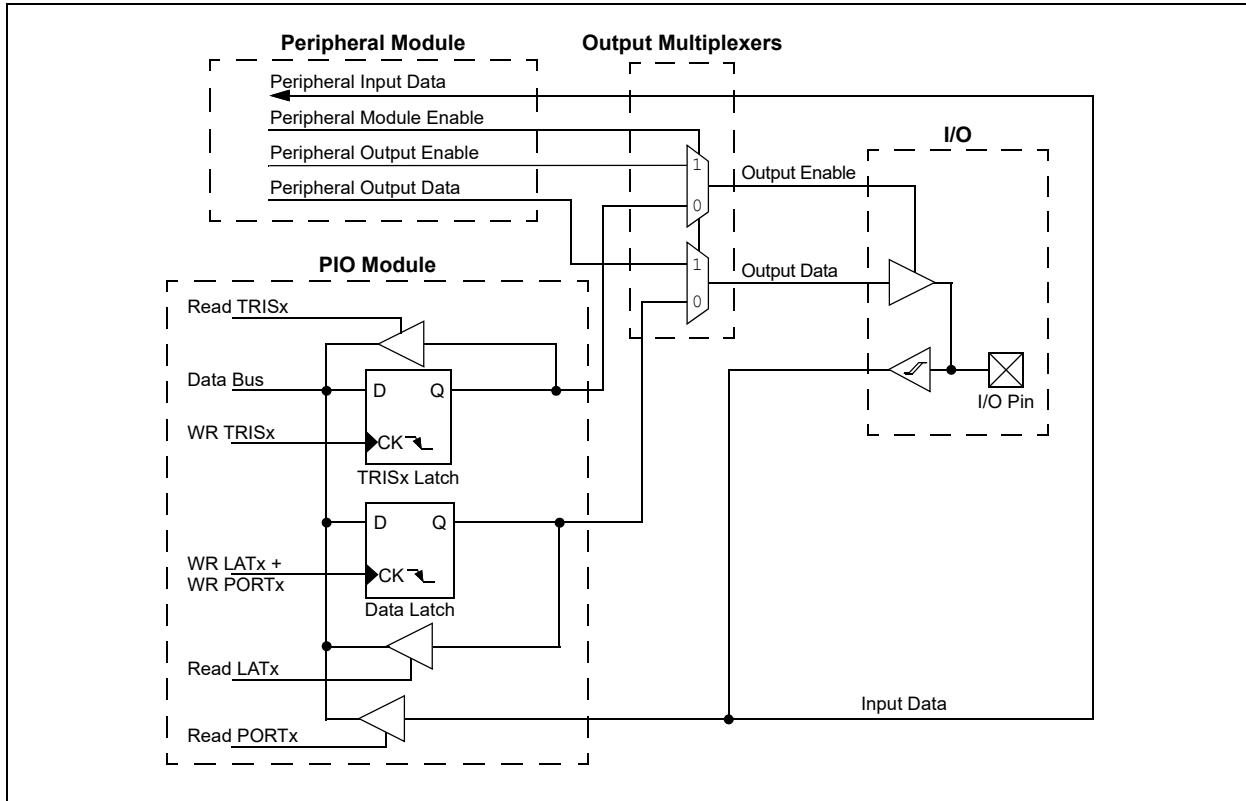 Peripheral Module
Output Multiplexers
Peripheral Input Data
Peripheral Module Enable
Peripheral Output Enable
Peripheral Output Data
1
0
Output Enable
I/O
1
0
Output Data
I/O Pin
PIO Module
Read TRISx
Data Bus
D
Q
WR TRISx
CK
TRISx Latch
D
Q
WR LATx +
WR PORTx
CK
Data Latch
Read LATx
Read PORTx
Input Data